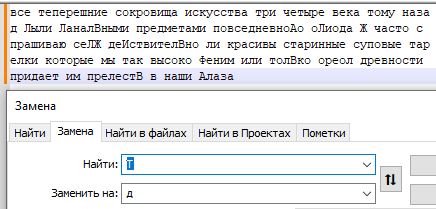 все теперешние сокровища искусства три четыре века тому наза
д Лыли ЛаналВными предметами повседневноАо оЛиода Ж часто с
прашиваю сеЛЖ деИствителВно ли красивы старинные суповые тар
елки которые мы так высоко Феним или толВко ореол древности
придает им прелестВ в наши Алаза
Замена
Найти Замена Найти в файлах Найти в Проектах Пометки
Найти: Т
Заменить на: д